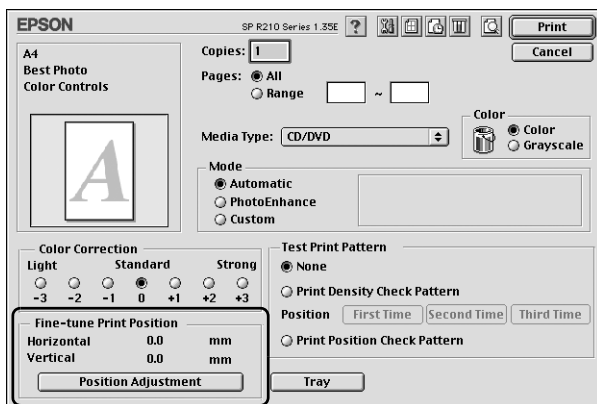 EPSON
SP R210 Series 1.35E ? Print
Cancel
A4
Best Photo
Color Controls
A
Copies: 1
Pages: All
Range ~
Media Type: CD/DVD
Color
Color
Grayscale
Mode
Automatic
PhotoEnhance
Custom
Color Correction
Light Standard Strong
-3 -2 -1 0 +1 +2 +3
Fine-tune Print Position
Horizontal 0.0 mm
Vertical 0.0 mm
Position Adjustment
Test Print Pattern
None
Print Density Check Pattern
Position First Time Second Time Third Time
Print Position Check Pattern
Tray